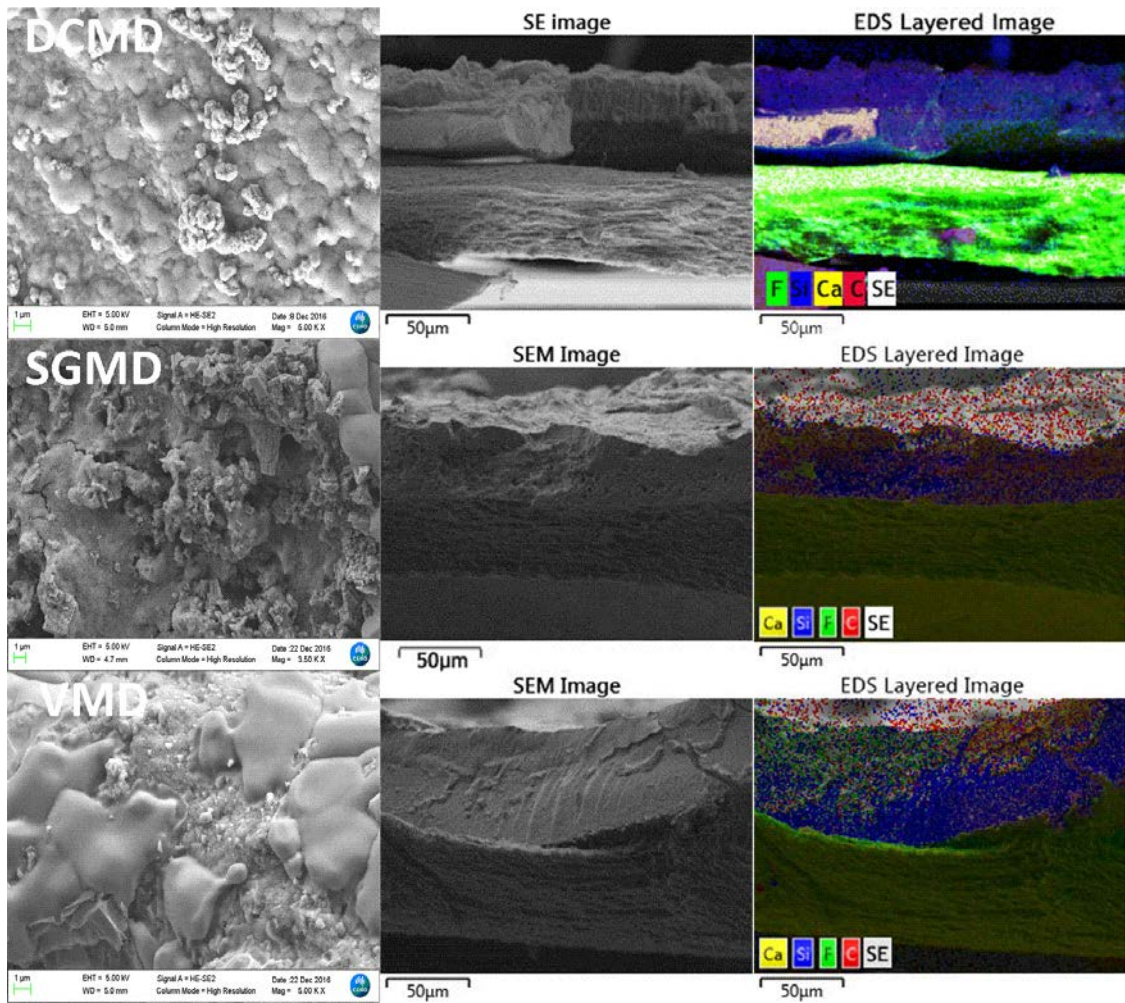 DCMD
SE image
EDS Layered Image
F Si Ca C SE
1 µm
EHT = 5.00 kV
WD = 5.0 mm
Signal A = HE-SE2
Column Mode = High Resolution
Date :8 Dec 2016
Mag = 5.00 K X
CSIRO
50µm
50µm
SGMD
SEM Image
EDS Layered Image
Ca Si F C SE
1 µm
EHT = 5.00 kV
WD = 4.7 mm
Signal A = HE-SE2
Column Mode = High Resolution
Date :22 Dec 2016
Mag = 3.50 K X
CSIRO
50µm
50µm
VMD
SEM Image
EDS Layered Image
Ca Si F C SE
1 µm
EHT = 5.00 kV
WD = 5.0 mm
Signal A = HE-SE2
Column Mode = High Resolution
Date :22 Dec 2016
Mag = 5.00 K X
CSIRO
50µm
50µm